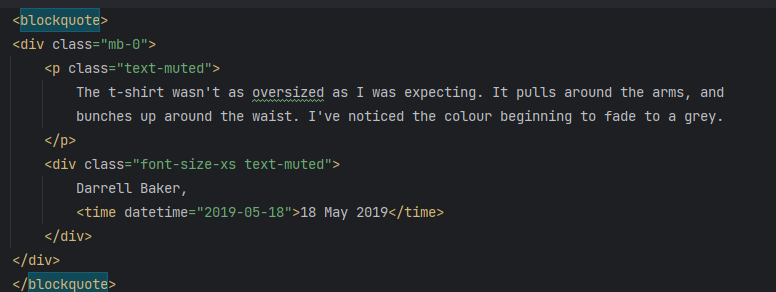 <blockquote>
<div class="mb-0">
<p class="text-muted">
The t-shirt wasn't as oversized as I was expecting. It pulls around the arms, and
bunches up around the waist. I've noticed the colour beginning to fade to a grey.
</p>
<div class="font-size-xs text-muted">
Darrell Baker,
<time datetime="2019-05-18">18 May 2019</time>
</div>
</div>
</blockquote>